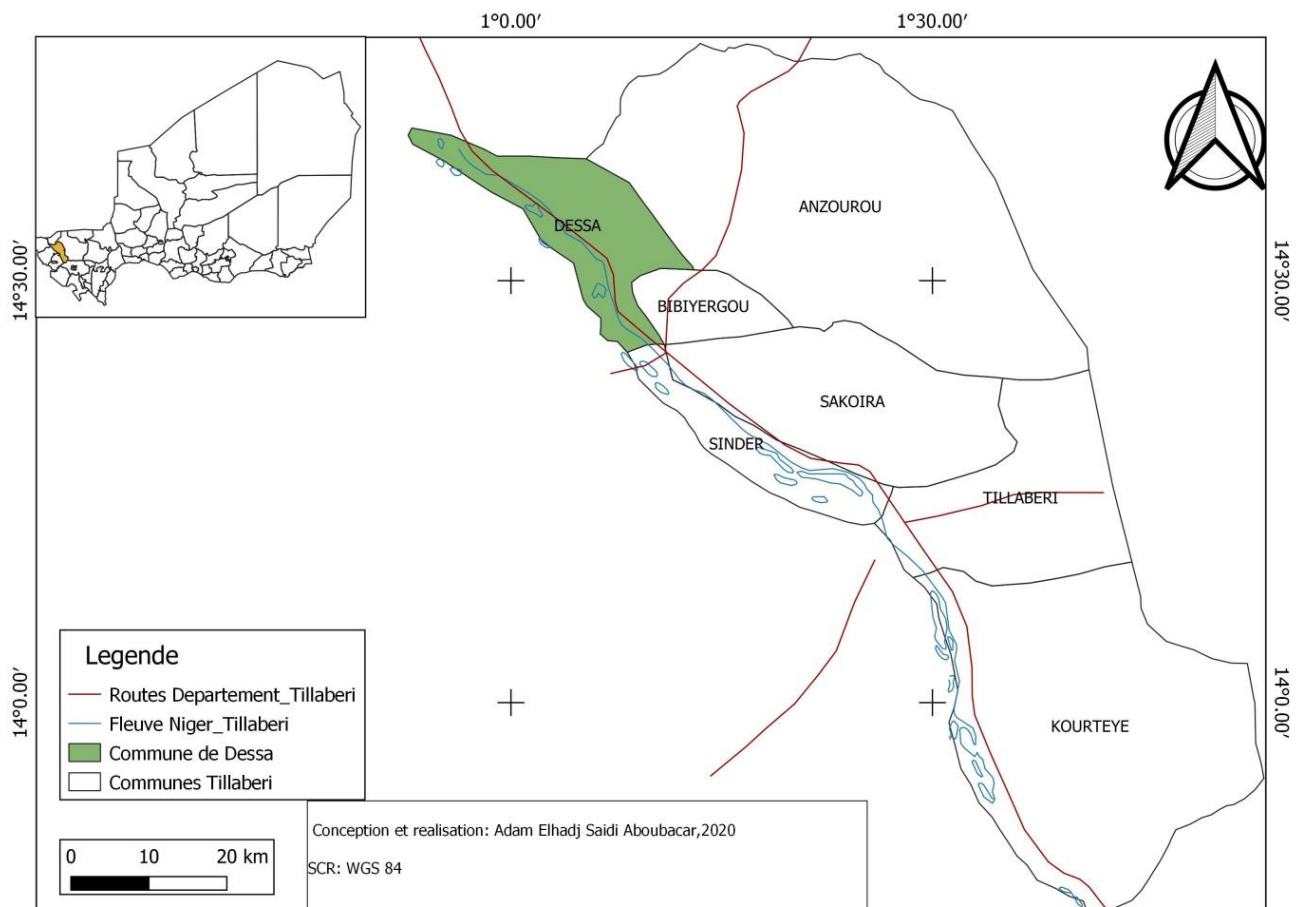 1°0.00′
1°30.00′
14°30.00′
14°30.00′
ANZOUROU
DESSA
BIBIYERGOU
SAKOIRA
SINDER
TILLABERI
14°0.00′
14°0.00′
KOURTEYE
Legende
Routes Departement_Tillaberi
Fleuve Niger_Tillaberi
Commune de Dessa
Communes Tillaberi
0 10 20 km
Conception et realisation: Adam Elhadj Saidi Aboubacar,2020
SCR: WGS 84